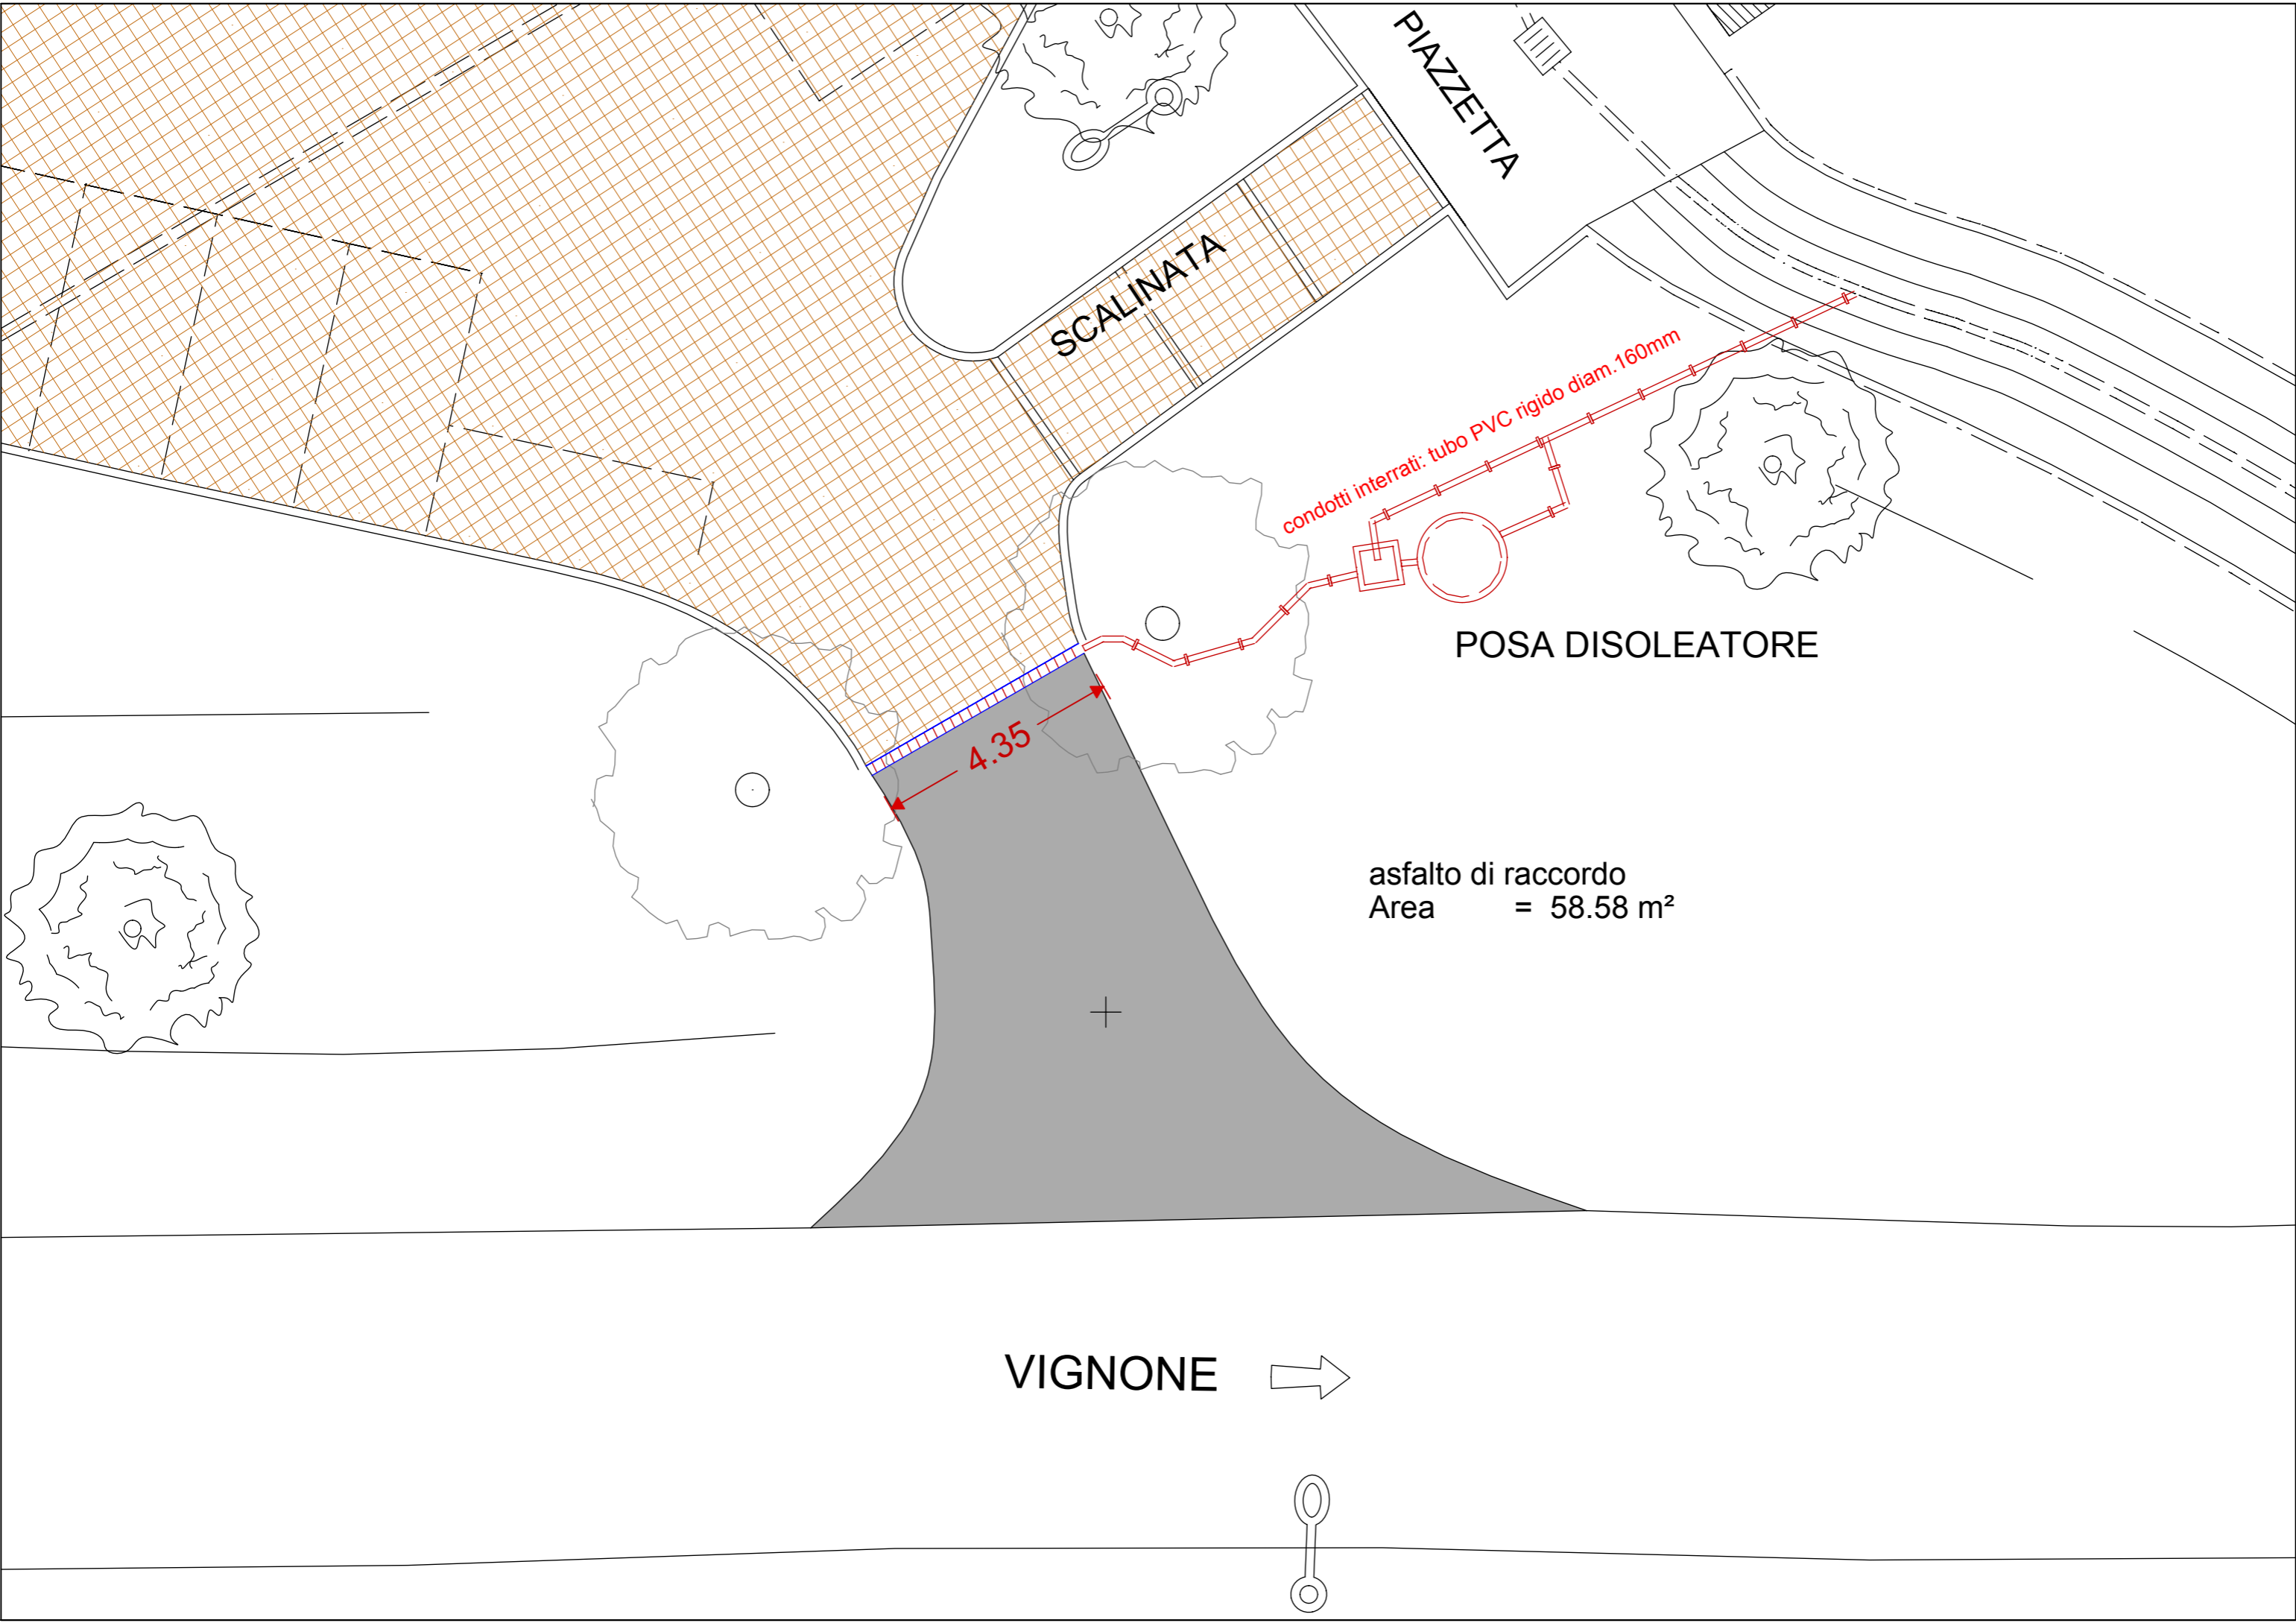 PIAZZETTA
SCALINATA
condotti interrati: tubo PVC rigido diam.160mm
POSA DISOLEATORE
4.35
asfalto di raccordo
Area = 58.58 m²
VIGNONE